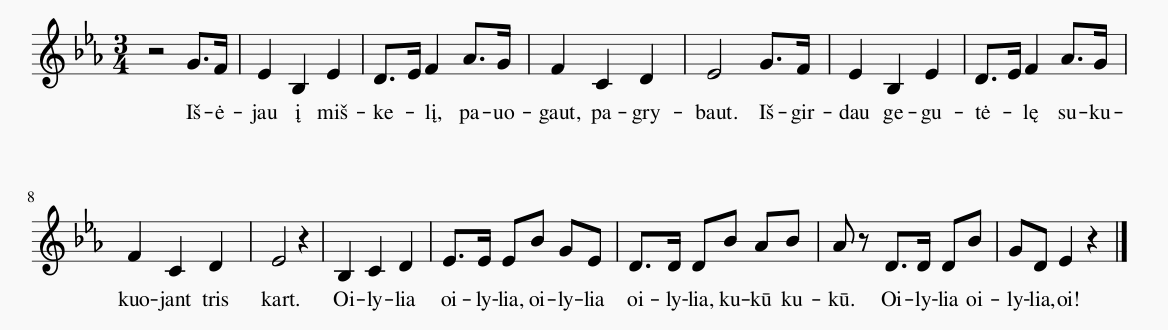 Iš-ė-jau į miš-ke-lį, pa-uo-gaut, pa-gry-baut. Iš-gir-dau ge-gu-tė-lę su-ku-
8
kuo-jant tris kart. Oi-ly-lia oi-ly-lia, oi-ly-lia oi-ly-lia, ku-kū ku-kū. Oi-ly-lia oi-ly-lia, oi!